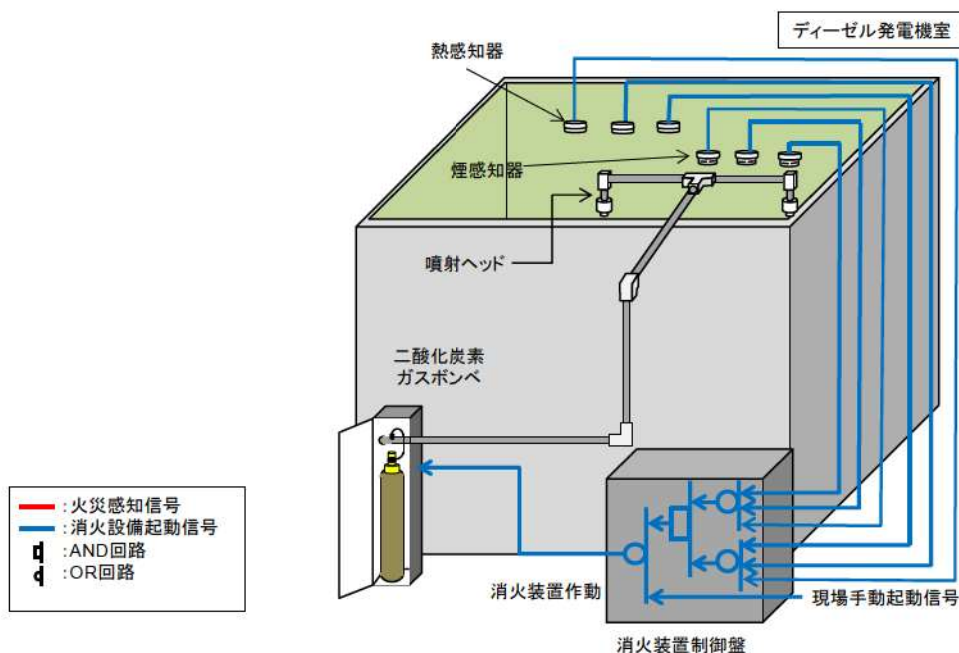 ディーゼル発電機室
熱感知器
煙感知器
噴射ヘッド
二酸化炭素
ガスボンベ
:火災感知信号
:消火設備起動信号
:AND回路
:OR回路
消火装置作動
現場手動起動信号
消火装置制御盤